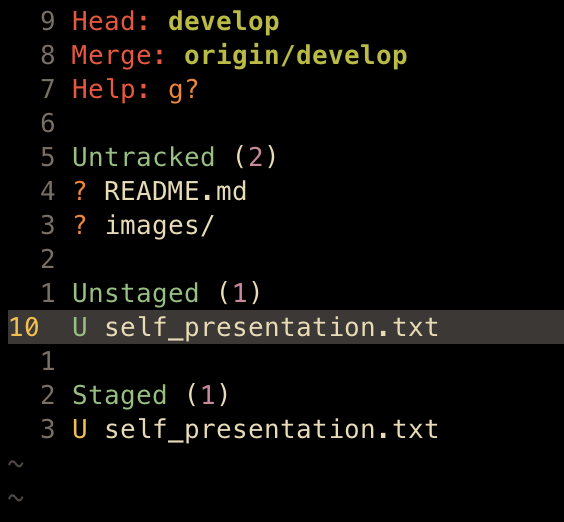 9 Head: develop
8 Merge: origin/develop
7 Help: g?
6
5 Untracked (2)
4 ? README.md
3 ? images/
2
1 Unstaged (1)
10 U self_presentation.txt
1
2 Staged (1)
3 U self_presentation.txt
~
~